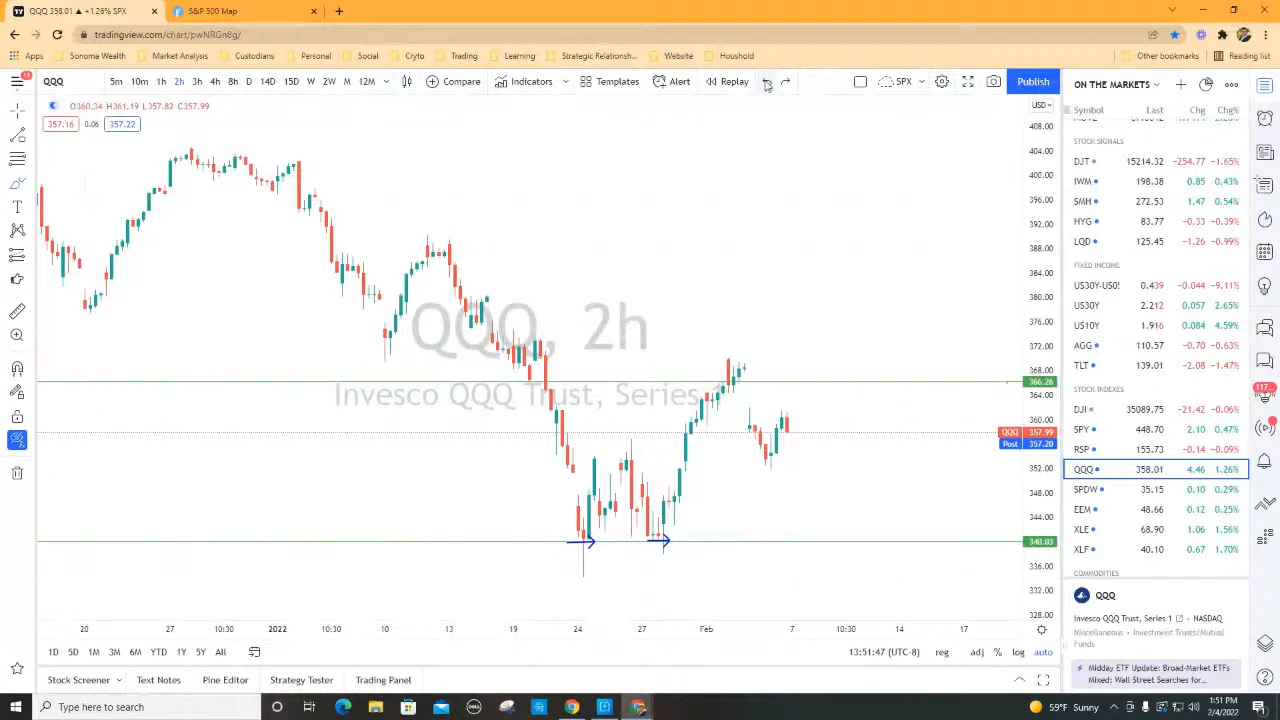 QQQ 358.01 ▲ +1.26% SPX
S&P 500 Map
tradingview.com/chart/pwNRGn8g/
Apps Sonoma Wealth Market Analysis Custodians Personal Social Cryto Trading Learning Strategic Relationshi... Website Houshold Other bookmarks Reading list
11
QQQ 5m 10m 1h 2h 3h 4h 8h D 14D 15D W 2W M 12M Compare Indicators Templates Alert Replay SPX Publish
ON THE MARKETS
O360.34 H361.19 L357.82 C357.99
USD
Symbol Last Chg Chg%
357.16 0.06 357.22
STOCK SIGNALS
DJT 15214.32 −254.77 −1.65%
IWM 198.38 0.85 0.43%
SMH 272.53 1.47 0.54%
HYG 83.77 −0.33 −0.39%
LQD 125.45 −1.26 −0.99%
FIXED INCOME
US30Y-US0! 0.439 −0.044 −9.11%
US30Y 2.212 0.057 2.65%
US10Y 1.916 0.084 4.59%
AGG 110.57 −0.70 −0.63%
TLT 139.01 −2.08 −1.47%
STOCK INDEXES
DJI 35089.75 −21.42 −0.06%
SPY 448.70 2.10 0.47%
RSP 155.73 −0.14 −0.09%
QQQ 358.01 4.46 1.26%
SPDW 35.15 0.10 0.29%
EEM 48.66 0.12 0.25%
XLE 68.90 1.06 1.56%
XLF 40.10 0.67 1.70%
COMMODITIES
117...
QQQ, 2h
Invesco QQQ Trust, Series 1
408.00
404.00
400.00
396.00
392.00
388.00
384.00
380.00
376.00
372.00
368.00
366.26
364.00
360.00
QQQ 357.99
Post 357.20
352.00
348.00
344.00
340.03
336.00
332.00
328.00
20 27 10:30 2022 10:30 10 10:30 13 19 24 27 Feb 7 10:30 14 17
QQQ
Invesco QQQ Trust, Series 1 • NASDAQ
Miscellaneous • Investment Trusts/Mutual
Funds
Midday ETF Update: Broad-Market ETFs
Mixed; Wall Street Searches for...
1D 5D 1M 3M 6M YTD 1Y 5Y All 13:51:47 (UTC-8) reg adj % log auto
Stock Screener Text Notes Pine Editor Strategy Tester Trading Panel
Type here to search
DELL
59°F Sunny
1:51 PM
2/4/2022